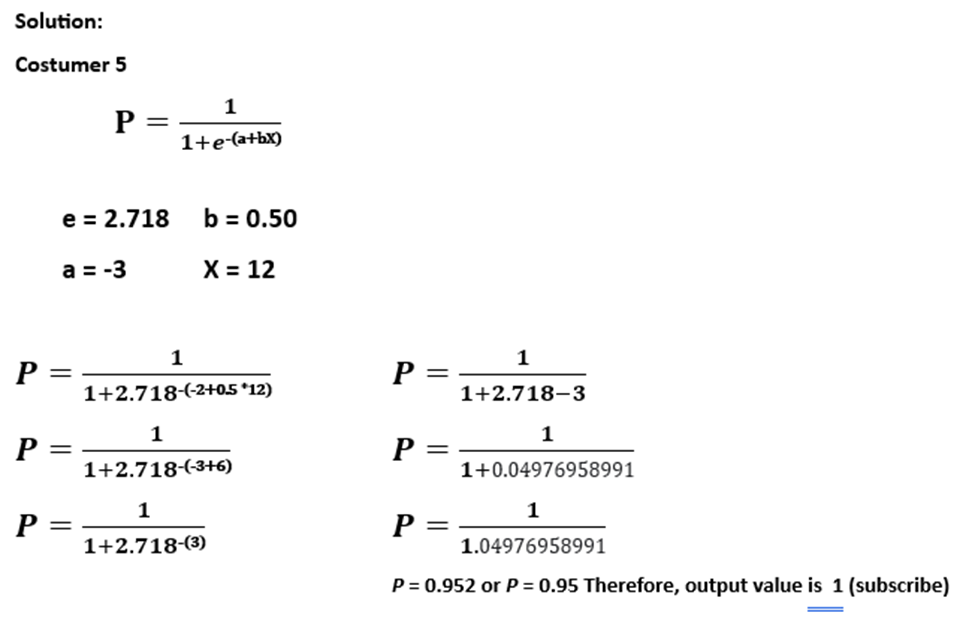 Solution:
Costumer 5
P = 1 / 1+e-(a+bX)
e = 2.718 b = 0.50
a = -3 X = 12
P = 1 / 1+2.718-(-2+0.5 *12)
P = 1 / 1+2.718-(-3+6)
P = 1 / 1+2.718-(3)
P = 1 / 1+2.718−3
P = 1 / 1+0.04976958991
P = 1 / 1.04976958991
P = 0.952 or P = 0.95 Therefore, output value is 1 (subscribe)